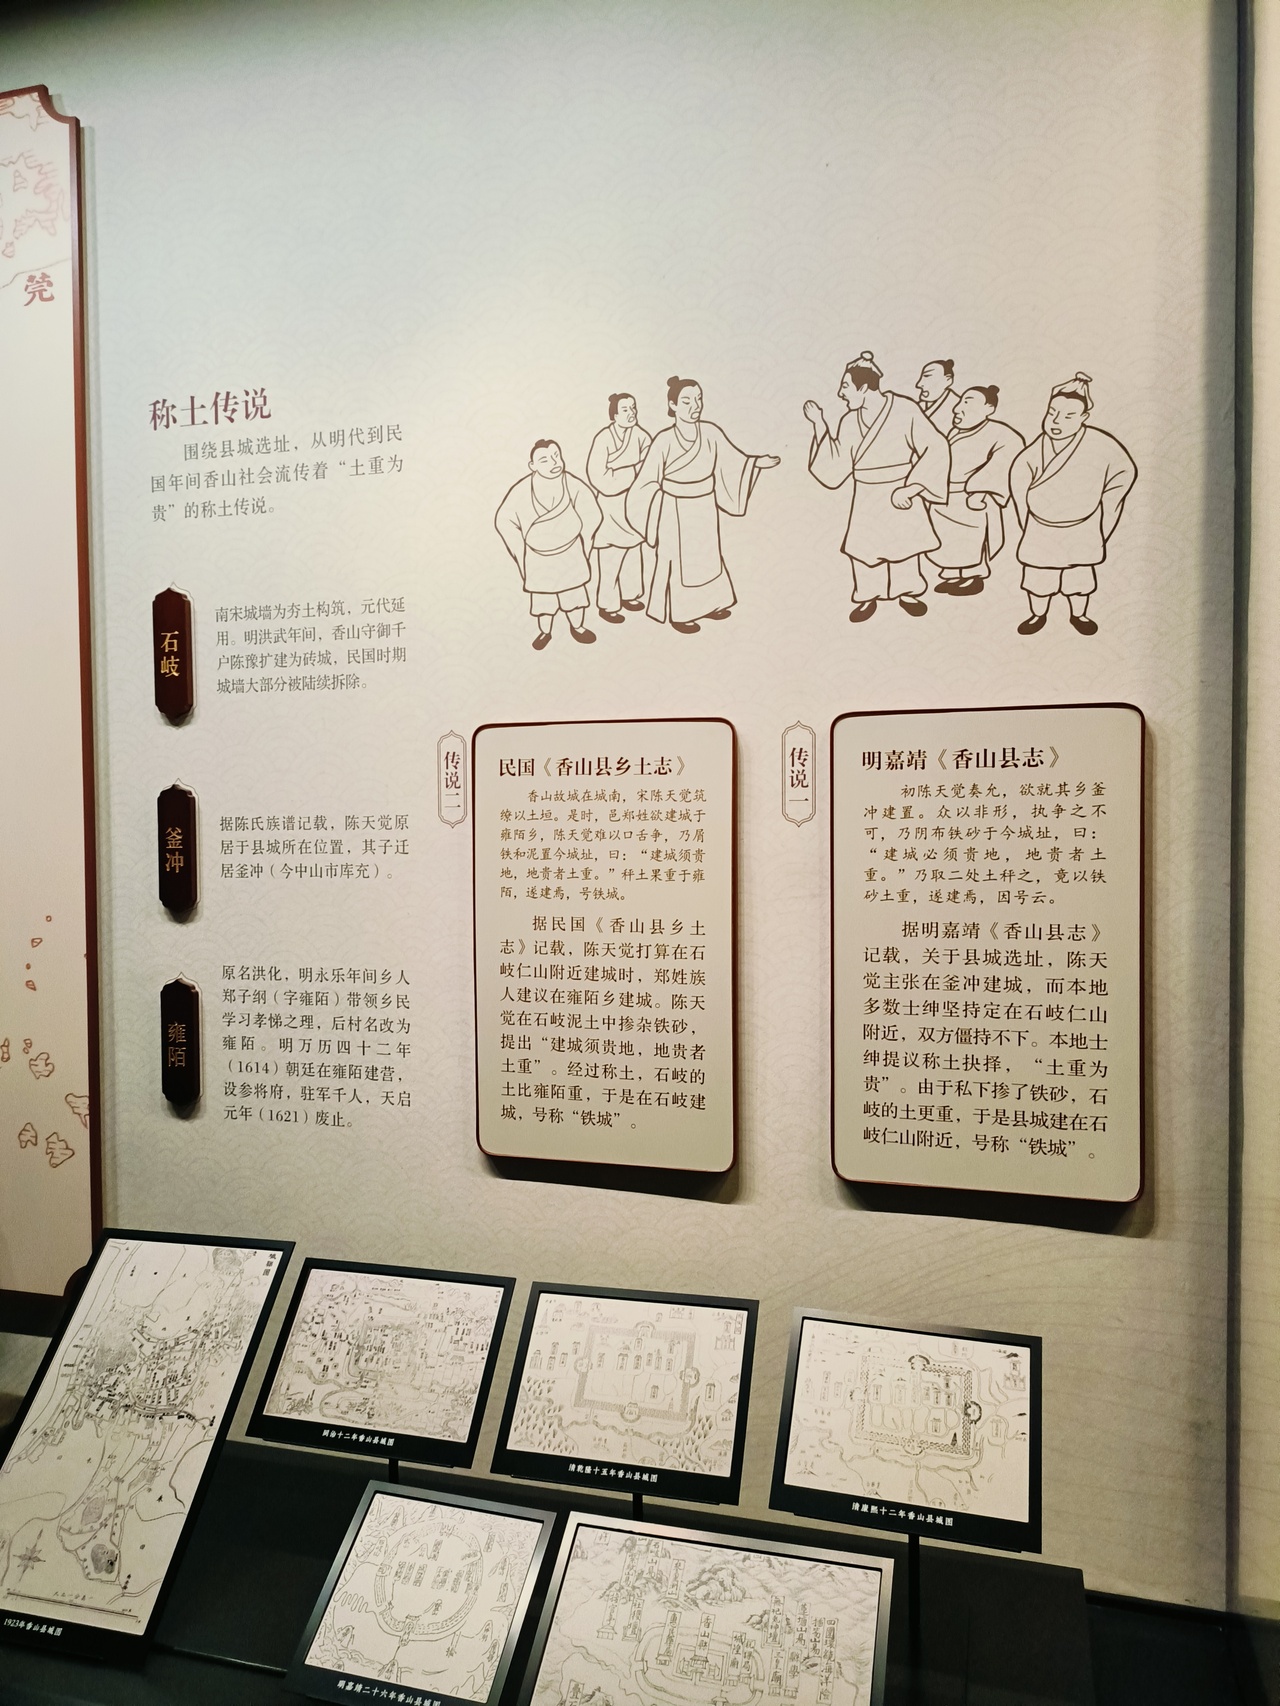 莞
称土传说
围绕县城选址，从明代到民
国年间香山社会流传着“土重为
贵”的称土传说。
石岐
南宋城墙为夯土构筑，元代延
用。明洪武年间，香山守御千
户陈豫扩建为砖城，民国时期
城墙大部分被陆续拆除。
釜冲
据陈氏族谱记载，陈天觉原
居于县城所在位置，其子迁
居釜冲（今中山市库充）。
雍陌
原名洪化，明永乐年间乡人
郑子纲（字雍陌）带领乡民
学习孝悌之理，后村名改为
雍陌。明万历四十二年
（1614）朝廷在雍陌建营，
设参将府，驻军千人，天启
元年（1621）废止。
传说二
民国《香山县乡土志》
香山故城在城南，宋陈天觉筑
缭以土垣。是时，邑郑姓欲建城于
雍陌乡，陈天觉难以口舌争，乃屑
铁和泥置今城址，曰：“建城须贵
地，地贵者土重。”秤土果重于雍
陌，遂建焉，号铁城。
据民国《香山县乡土
志》记载，陈天觉打算在石
岐仁山附近建城时，郑姓族
人建议在雍陌乡建城。陈天
觉在石岐泥土中掺杂铁砂，
提出“建城须贵地，地贵者
土重”。经过称土，石岐的
土比雍陌重，于是在石岐建
城，号称“铁城”。
传说一
明嘉靖《香山县志》
初陈天觉奏允，欲就其乡釜
冲建置。众以非形，执争之不
可，乃阴布铁砂于今城址，曰：
“建城必须贵地，地贵者土
重。”乃取二处土秤之，竟以铁
砂土重，遂建焉，因号云。
据明嘉靖《香山县志》
记载，关于县城选址，陈天
觉主张在釜冲建城，而本地
多数士绅坚持定在石岐仁山
附近，双方僵持不下。本地士
绅提议称土抉择，“土重为
贵”。由于私下掺了铁砂，石
岐的土更重，于是县城建在石
岐仁山附近，号称“铁城”。
1923年香山县城图
同治十二年香山县城图
清乾隆十五年香山县城图
清康熙十二年香山县城图
明嘉靖二十六年香山县城图
香山縣
城隍廟